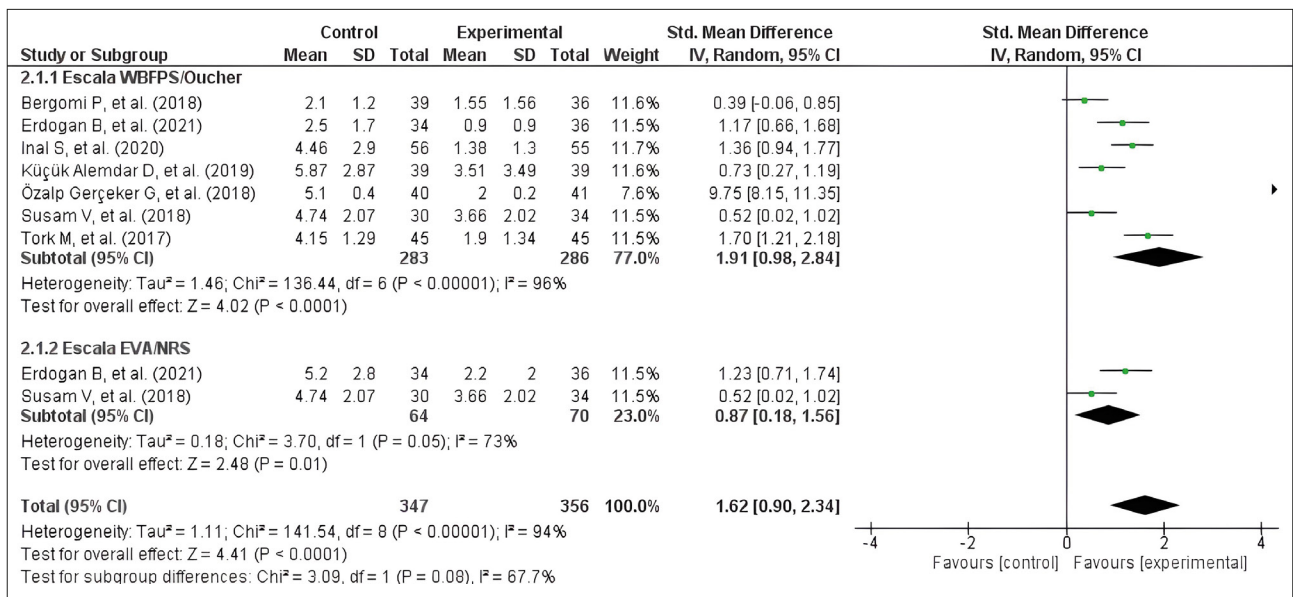 Control Experimental Std. Mean Difference Std. Mean Difference
Study or Subgroup Mean SD Total Mean SD Total Weight IV, Random, 95% CI IV, Random, 95% CI
2.1.1 Escala WBFPS/Oucher
Bergomi P, et al. (2018) 2.1 1.2 39 1.55 1.56 36 11.6% 0.39 [-0.06, 0.85]
Erdogan B, et al. (2021) 2.5 1.7 34 0.9 0.9 36 11.5% 1.17 [0.66, 1.68]
Inal S, et al. (2020) 4.46 2.9 56 1.38 1.3 55 11.7% 1.36 [0.94, 1.77]
Küçük Alemdar D, et al. (2019) 5.87 2.87 39 3.51 3.49 39 11.6% 0.73 [0.27, 1.19]
Özalp Gerçeker G, et al. (2018) 5.1 0.4 40 2 0.2 41 7.6% 9.75 [8.15, 11.35]
Susam V, et al. (2018) 4.74 2.07 30 3.66 2.02 34 11.5% 0.52 [0.02, 1.02]
Tork M, et al. (2017) 4.15 1.29 45 1.9 1.34 45 11.5% 1.70 [1.21, 2.18]
Subtotal (95% CI) 283 286 77.0% 1.91 [0.98, 2.84]
Heterogeneity: Tau² = 1.46; Chi² = 136.44, df = 6 (P < 0.00001); I² = 96%
Test for overall effect: Z = 4.02 (P < 0.0001)
2.1.2 Escala EVA/NRS
Erdogan B, et al. (2021) 5.2 2.8 34 2.2 2 36 11.5% 1.23 [0.71, 1.74]
Susam V, et al. (2018) 4.74 2.07 30 3.66 2.02 34 11.5% 0.52 [0.02, 1.02]
Subtotal (95% CI) 64 70 23.0% 0.87 [0.18, 1.56]
Heterogeneity: Tau² = 0.18; Chi² = 3.70, df = 1 (P = 0.05); I² = 73%
Test for overall effect: Z = 2.48 (P = 0.01)
Total (95% CI) 347 356 100.0% 1.62 [0.90, 2.34]
Heterogeneity: Tau² = 1.11; Chi² = 141.54, df = 8 (P < 0.00001); I² = 94%
Test for overall effect: Z = 4.41 (P < 0.0001)
Test for subgroup differences: Chi² = 3.09, df = 1 (P = 0.08), I² = 67.7%
-4 -2 0 2 4
Favours [control] Favours [experimental]